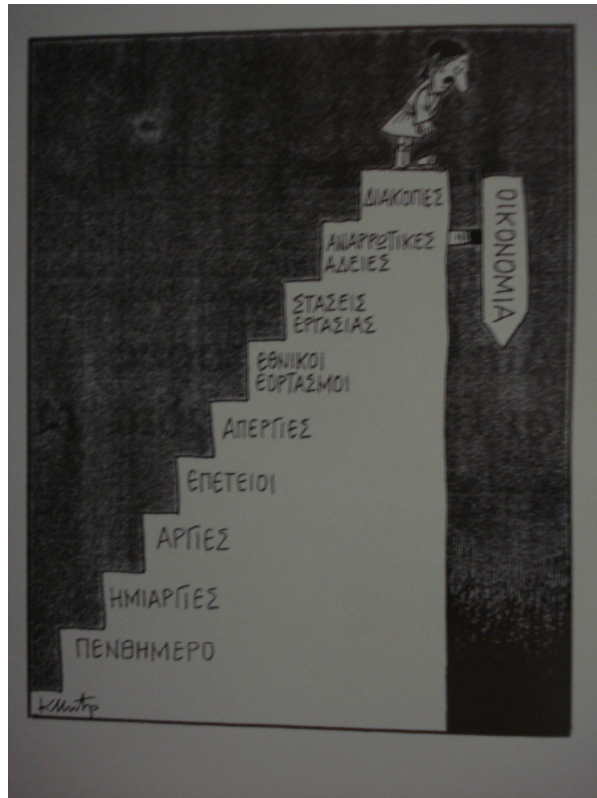 ΔΙΑΚΟΠΕΣ
ΑΝΑΡΡΩΤΙΚΕΣ
ΑΔΕΙΕΣ
ΣΤΑΣΕΙΣ
ΕΡΓΑΣΙΑΣ
ΕΘΝΙΚΟΙ
ΕΟΡΤΑΣΜΟΙ
ΑΠΕΡΓΙΕΣ
ΕΠΕΤΕΙΟΙ
ΑΡΓΙΕΣ
ΗΜΙΑΡΓΙΕΣ
ΠΕΝΘΗΜΕΡΟ
ΟΙΚΟΝΟΜΙΑ